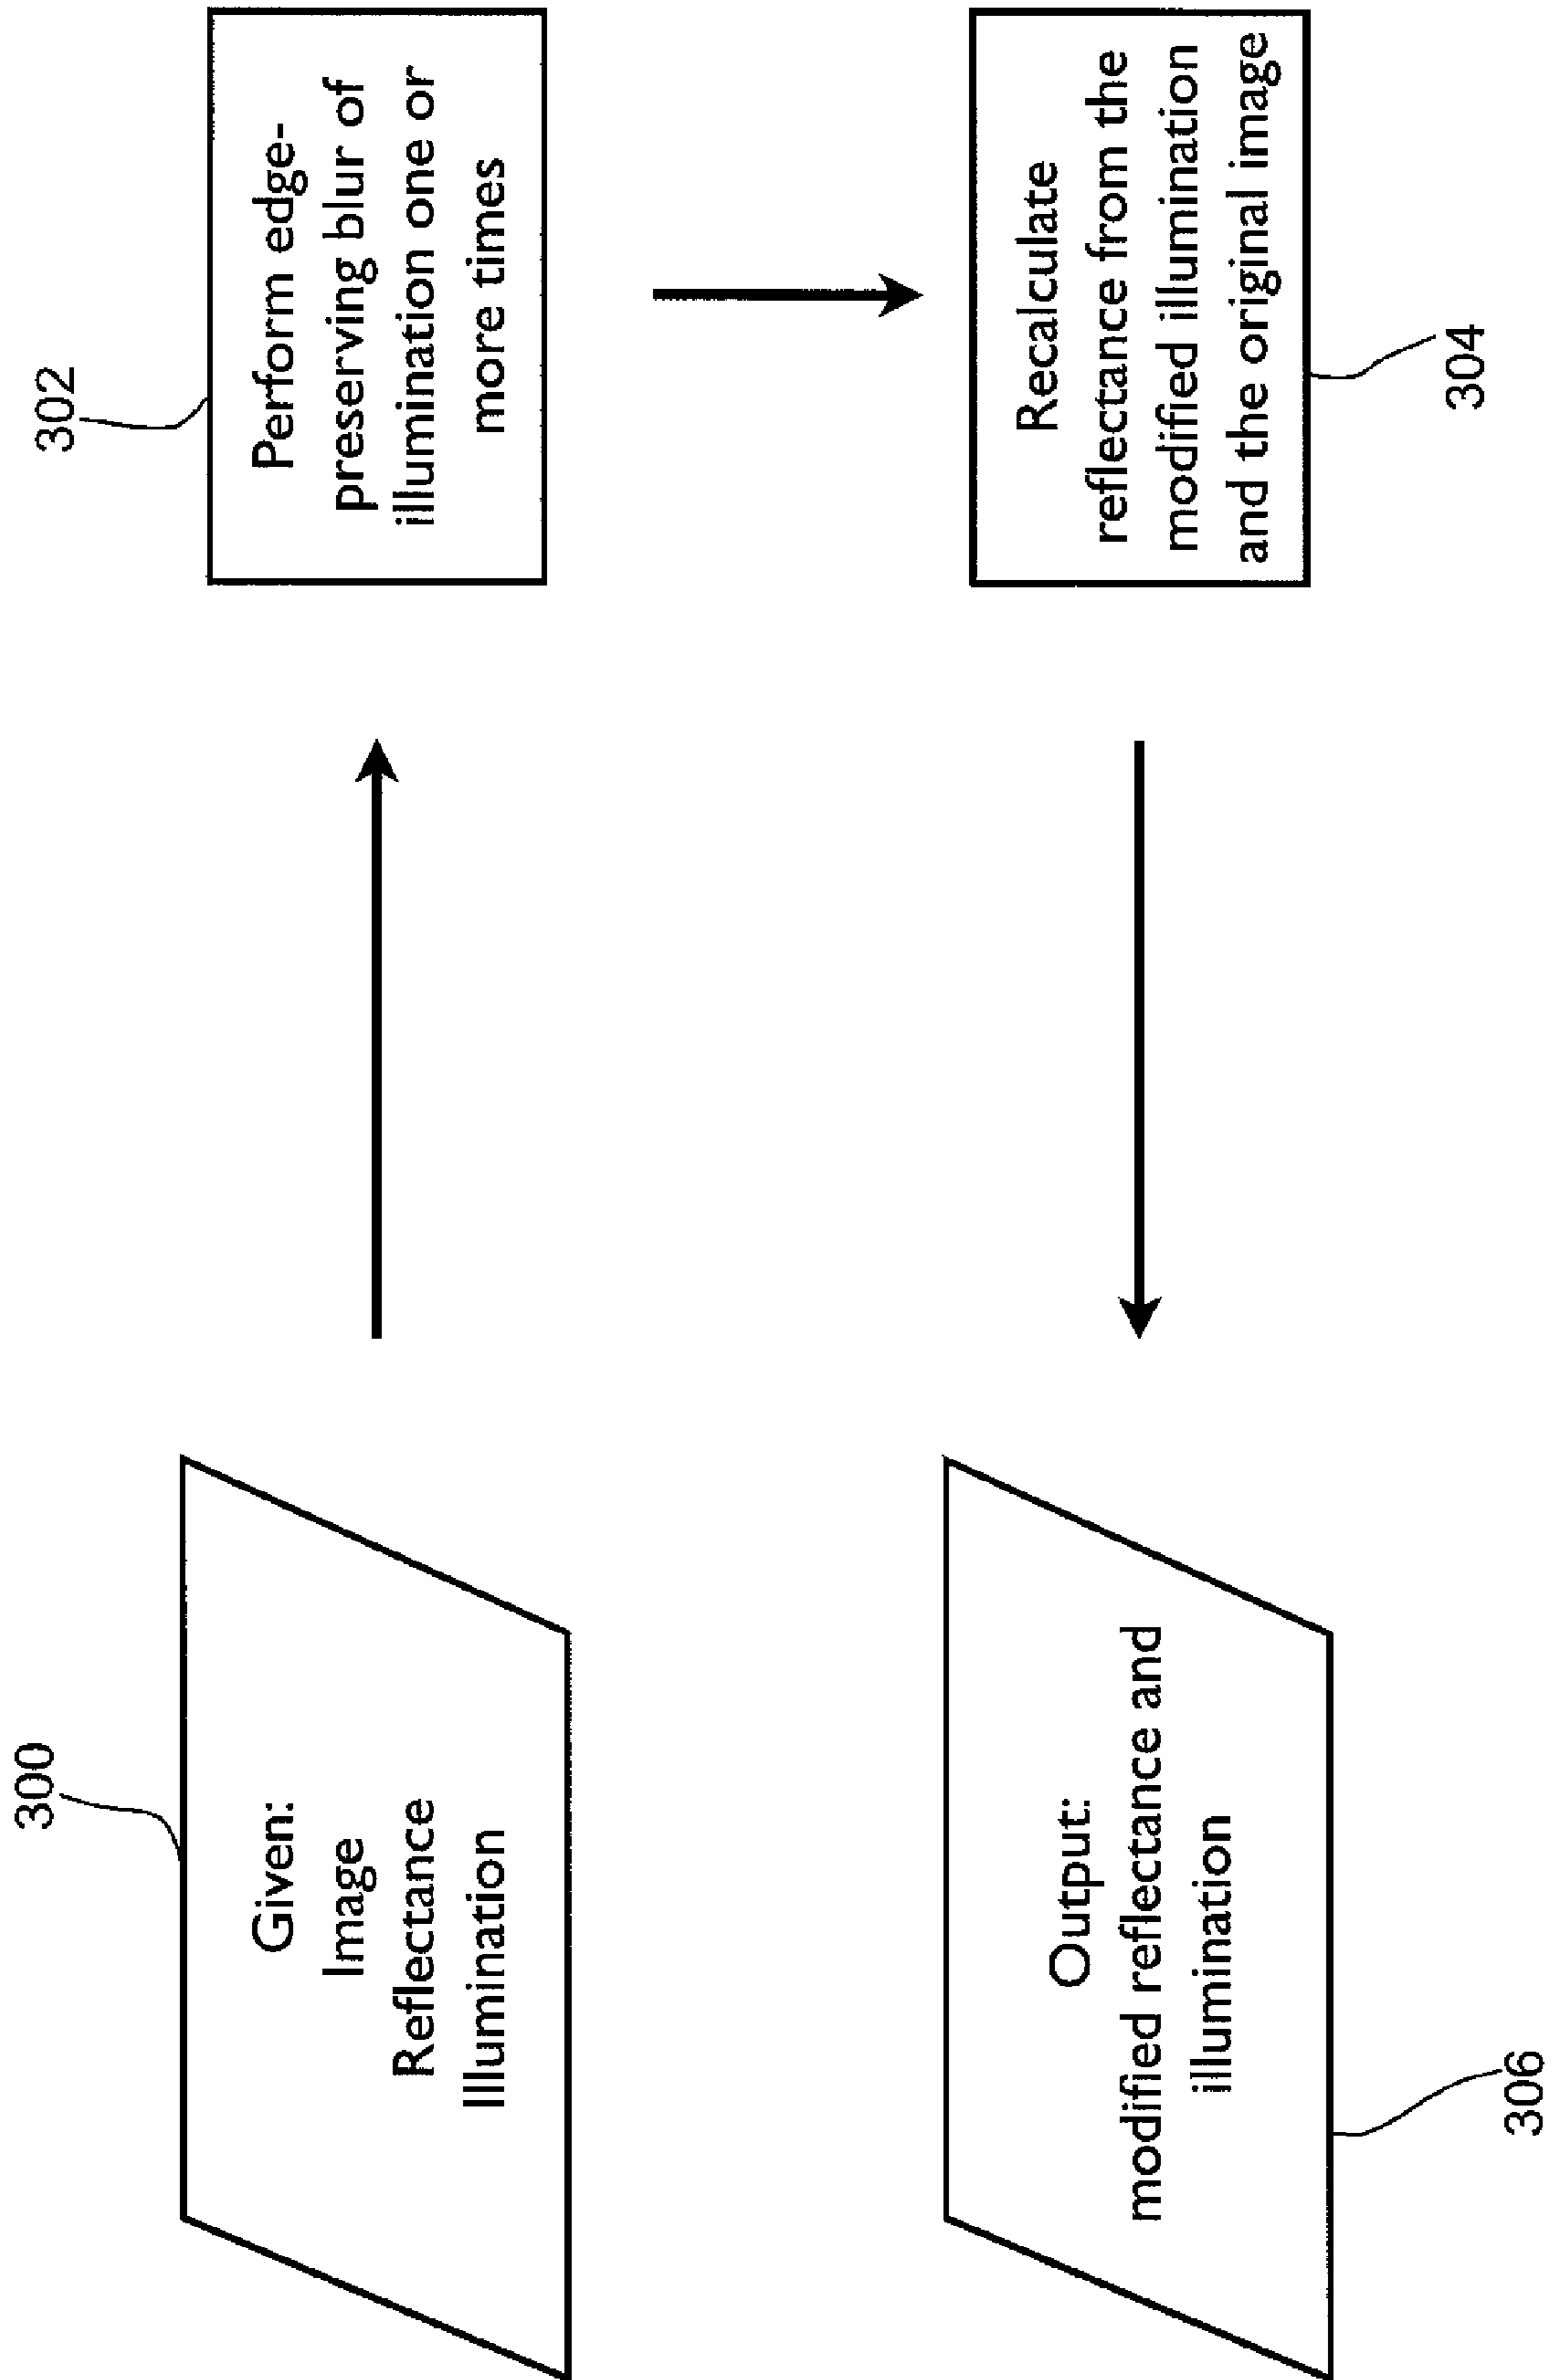 300
Given:
Image
Reflectance
Illumination
302
Perform edge-
preserving blur of
illumination one or
more times
304
Recalculate
reflectance from the
modified illumination
and the original image
306
Output:
modified reflectance and
illumination